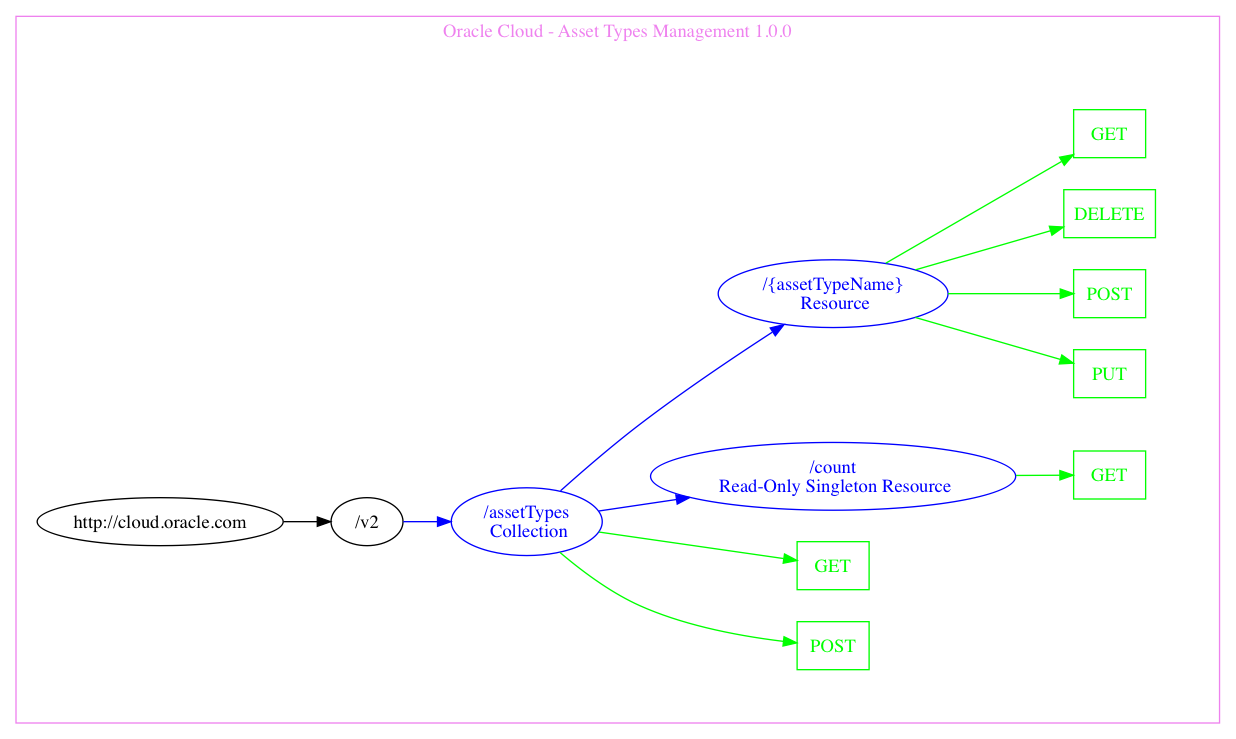 Oracle Cloud - Asset Types Management 1.0.0
GET
DELETE
/{assetTypeName}
Resource
POST
PUT
/count
Read-Only Singleton Resource
GET
http://cloud.oracle.com
/v2
/assetTypes
Collection
GET
POST